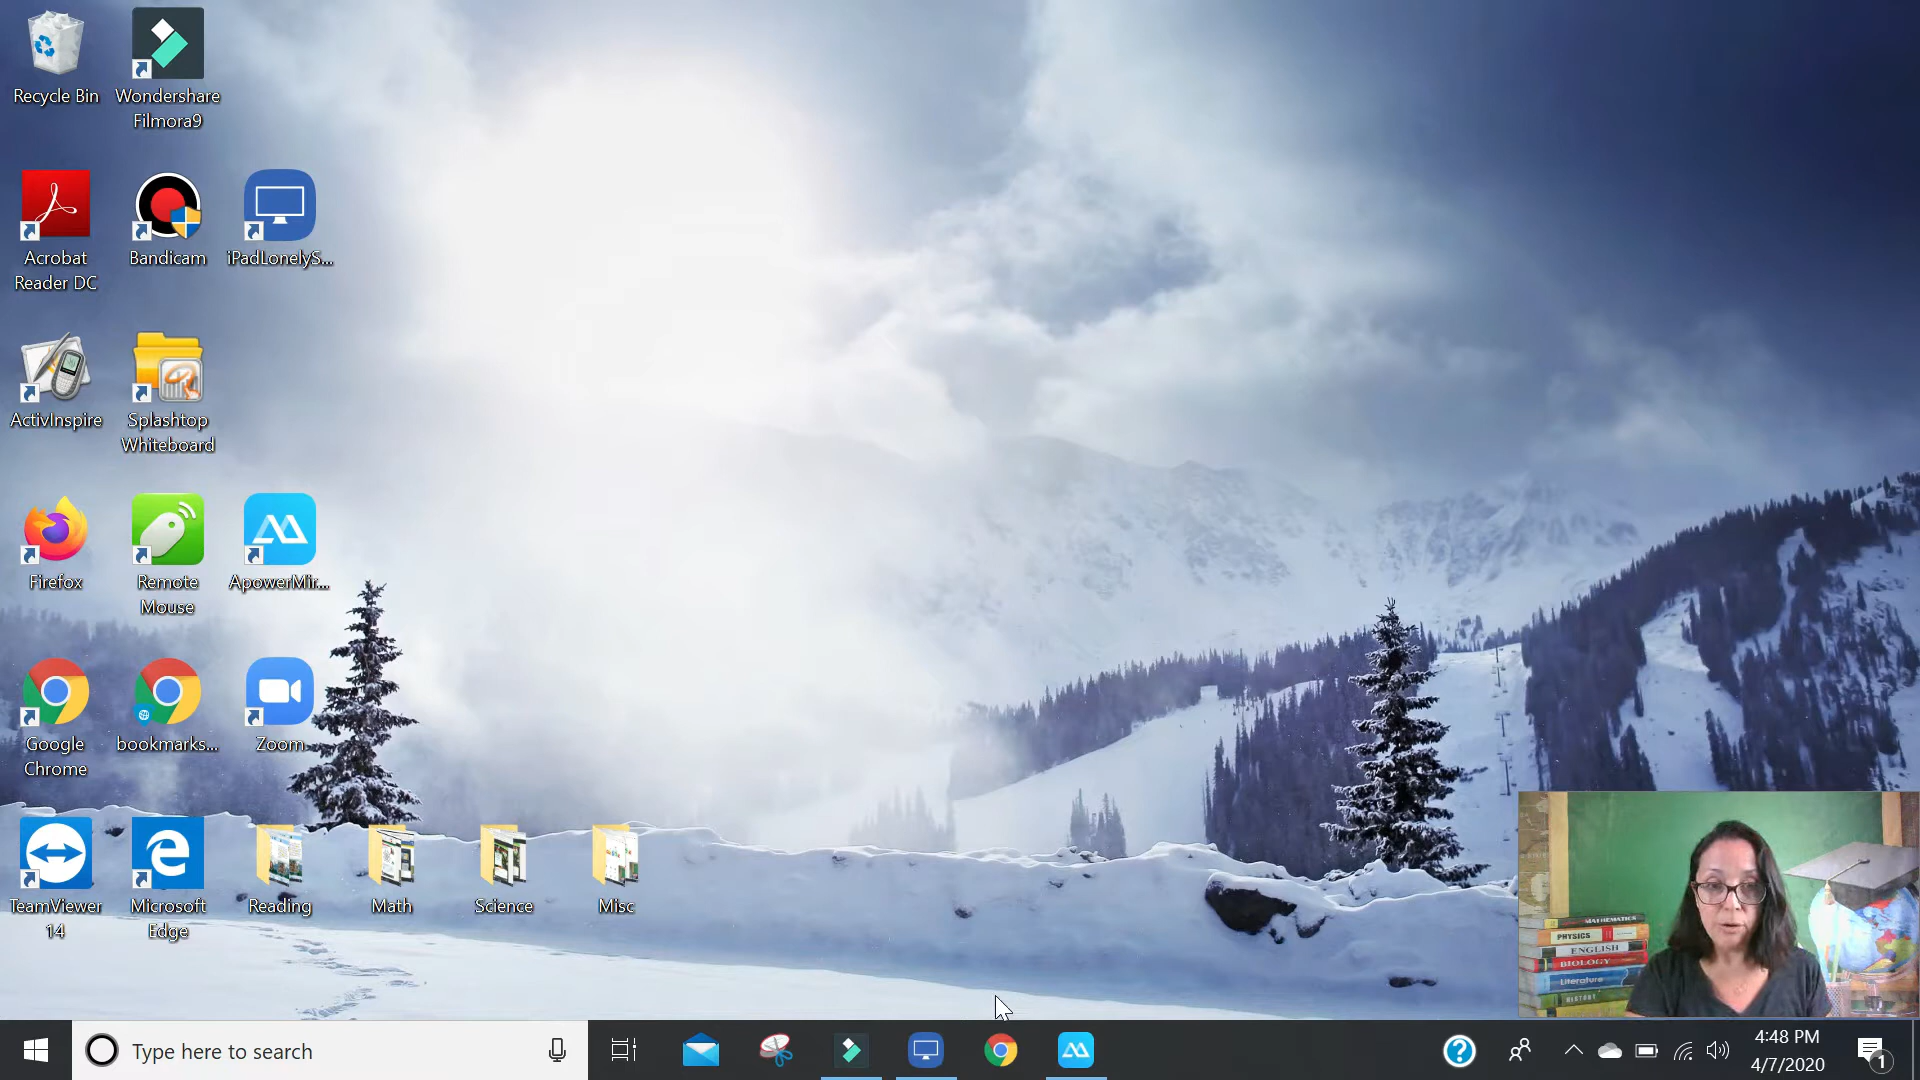 Recycle Bin
Wondershare
Filmora9
Acrobat
Reader DC
Bandicam
iPadLonelyS...
ActivInspire
Splashtop
Whiteboard
Firefox
Remote
Mouse
ApowerMir...
Google
Chrome
bookmarks...
Zoom
TeamViewer
14
Microsoft
Edge
Reading
Math
Science
Misc
MATHEMATICS
PHYSICS
ENGLISH
BIOLOGY
Literature
HISTORY
Type here to search
4:48 PM
4/7/2020
1